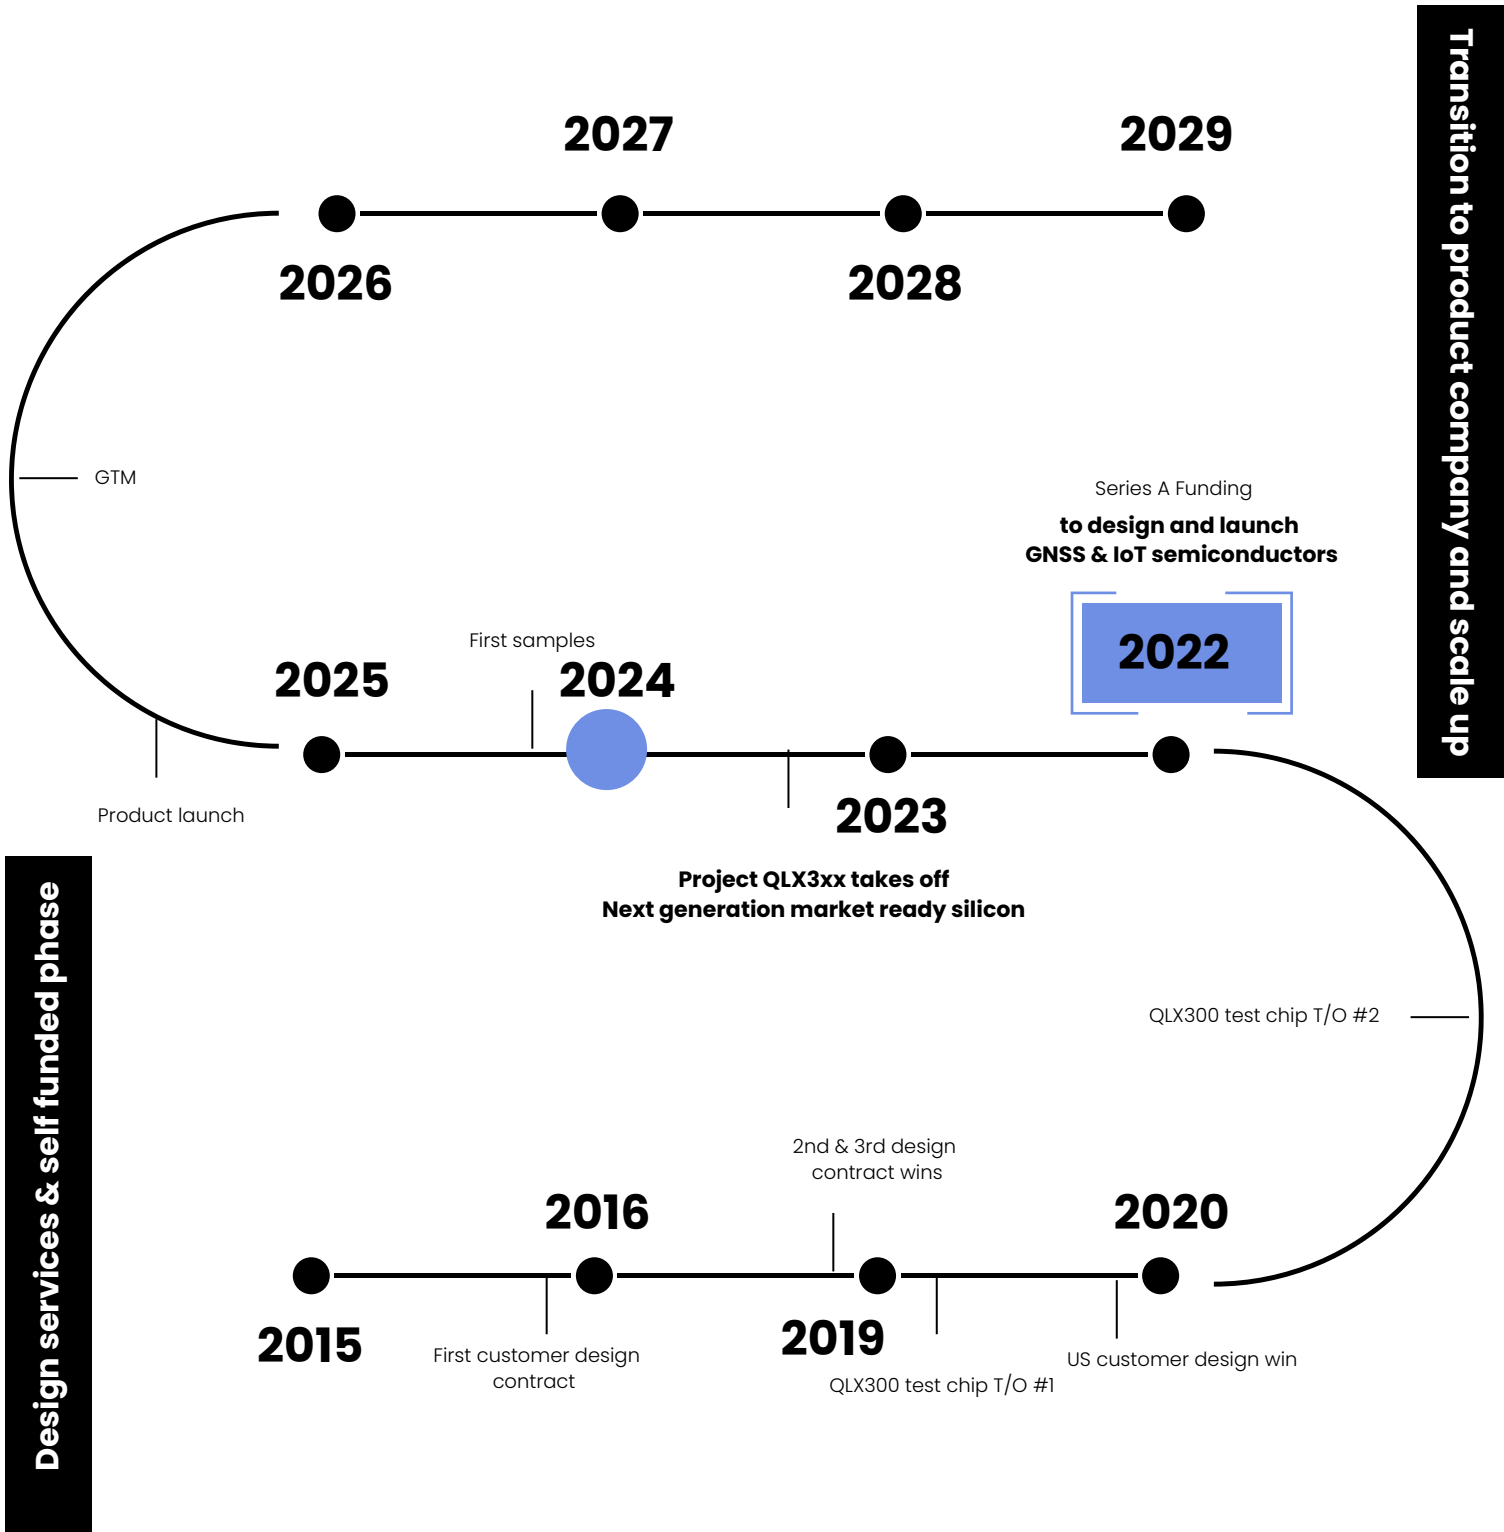 2027
2029
2026
2028
Transition to product company and scale up
GTM
Series A Funding
to design and launch
GNSS & IoT semiconductors
2022
First samples
2025
2024
2023
Product launch
Project QLX3xx takes off
Next generation market ready silicon
Design services & self funded phase
QLX300 test chip T/O #2
2nd & 3rd design
contract wins
2016
2020
2015
2019
First customer design
contract
US customer design win
QLX300 test chip T/O #1